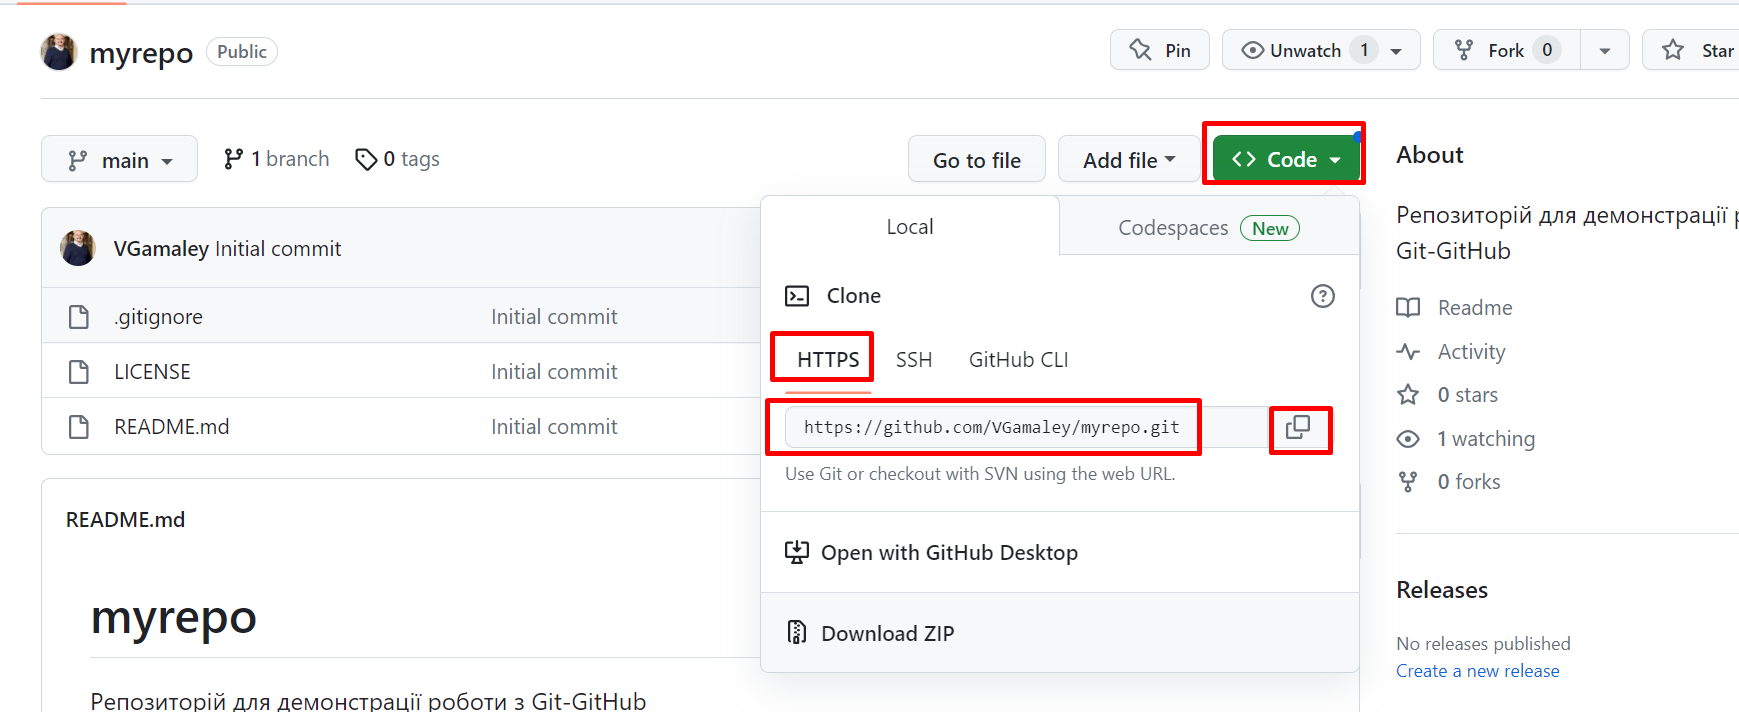 myrepo Public Pin Unwatch 1 Fork 0 Star
main 1 branch 0 tags Go to file Add file Code
VGamaley Initial commit
.gitignore Initial commit
LICENSE Initial commit
README.md Initial commit
Local Codespaces New
Clone
HTTPS SSH GitHub CLI
https://github.com/VGamaley/myrepo.git
Use Git or checkout with SVN using the web URL.
Open with GitHub Desktop
Download ZIP
README.md
myrepo
Репозиторій для демонстрації роботи з Git-GitHub
About
Репозиторій для демонстрації
Git-GitHub
Readme
Activity
0 stars
1 watching
0 forks
Releases
No releases published
Create a new release